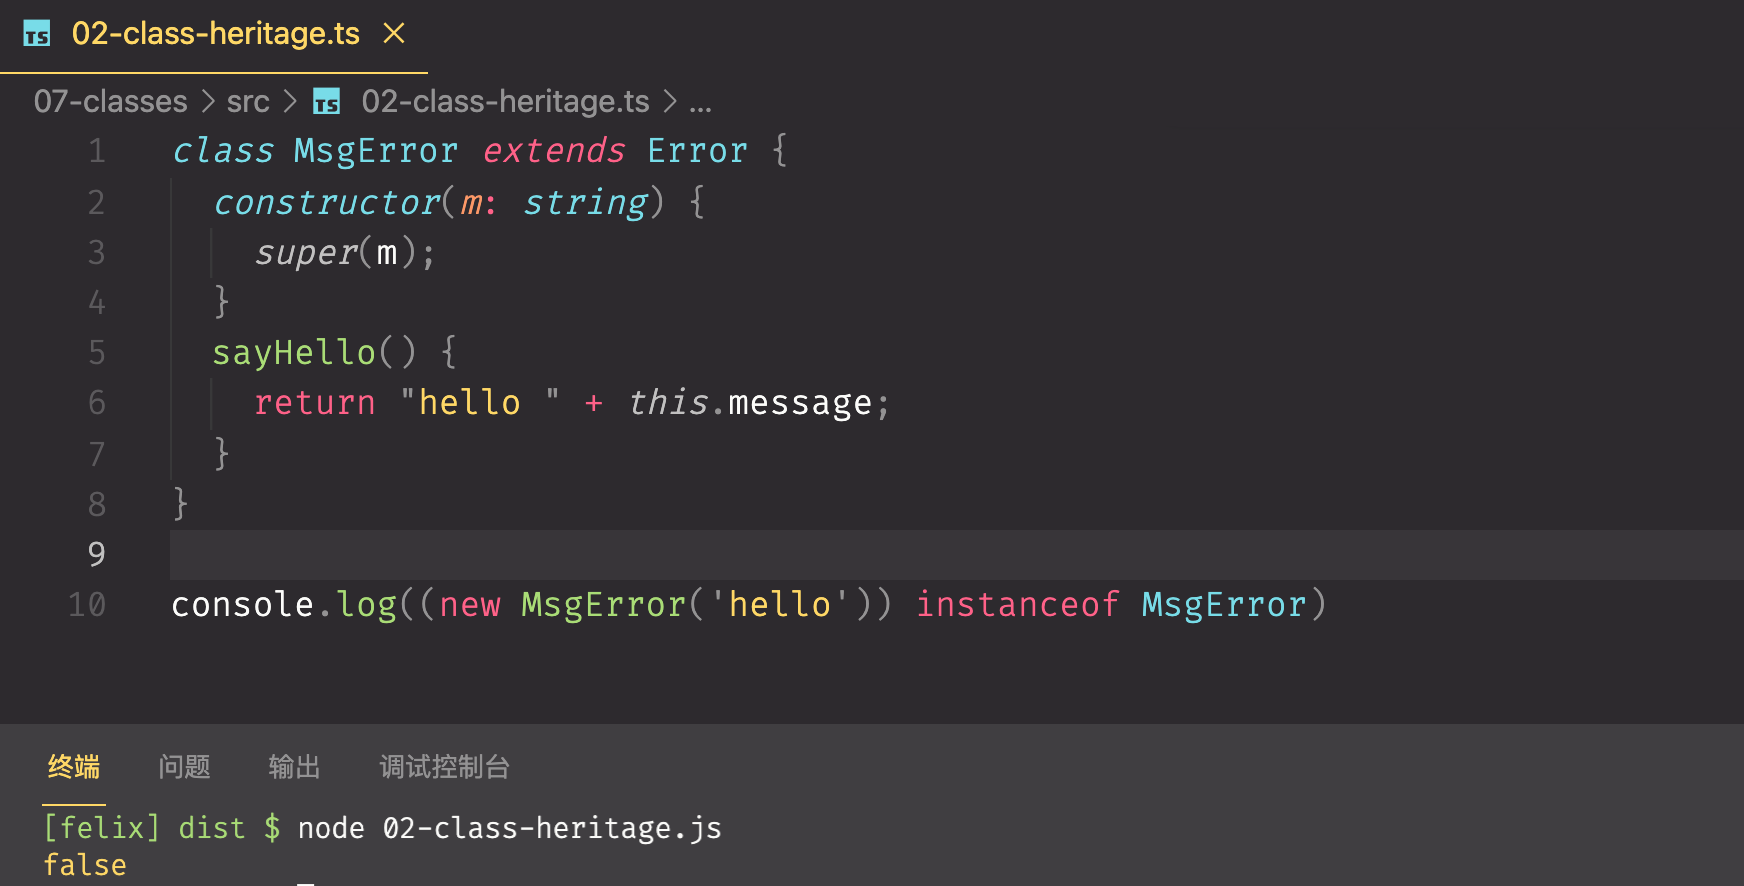 TS 02-class-heritage.ts ×
07-classes > src > TS 02-class-heritage.ts > ...
1 class MsgError extends Error {
2 constructor(m: string) {
3 super(m);
4 }
5 sayHello() {
6 return "hello " + this.message;
7 }
8 }
9
10 console.log((new MsgError('hello')) instanceof MsgError)
终端 问题 输出 调试控制台
[felix] dist $ node 02-class-heritage.js
false